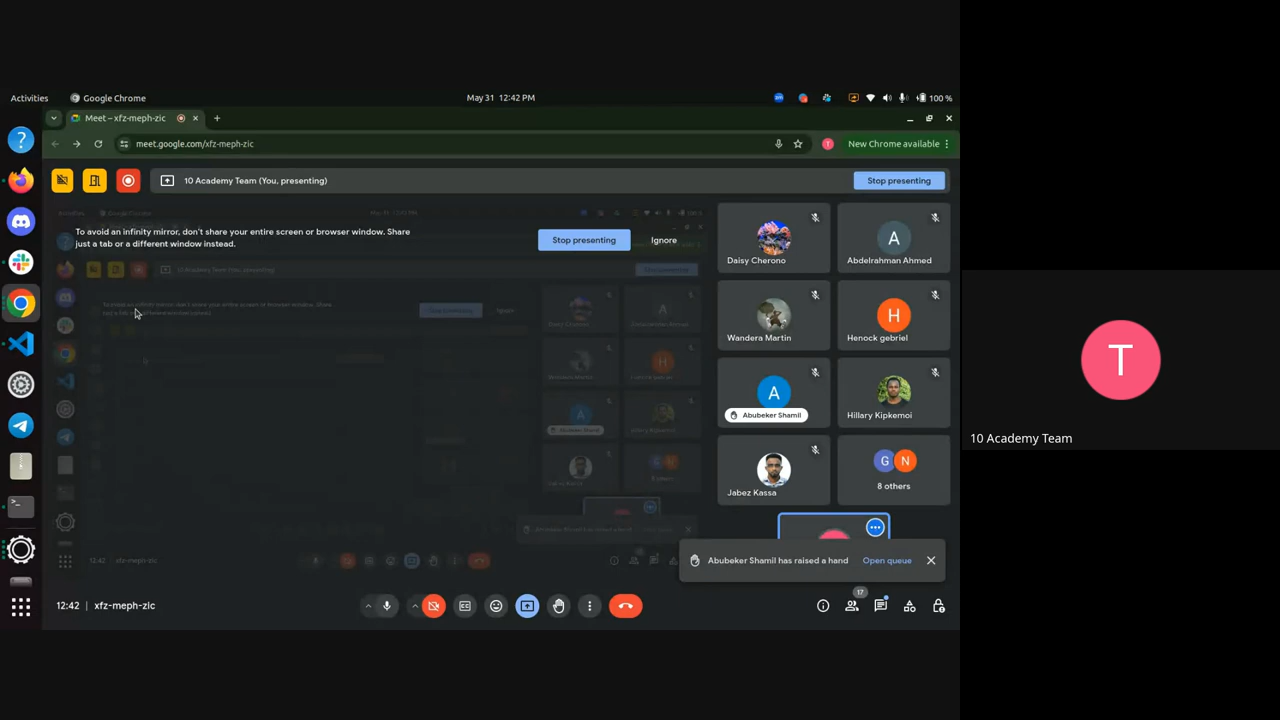 Activities
Google Chrome
May 31 12:42 PM
zm
100 %
Meet – xfz-meph-zic
meet.google.com/xfz-meph-zic
T
New Chrome available
10 Academy Team (You, presenting)
Stop presenting
To avoid an infinity mirror, don't share your entire screen or browser window. Share
just a tab or a different window instead.
Stop presenting
Ignore
Daisy Cherono
A
Abdelrahman Ahmed
Wandera Martin
H
Henock gebriel
A
Abubeker Shamil
Hillary Kipkemoi
Jabez Kassa
G
N
8 others
Abubeker Shamil has raised a hand
Open queue
12:42
xfz-meph-zic
17
T
10 Academy Team